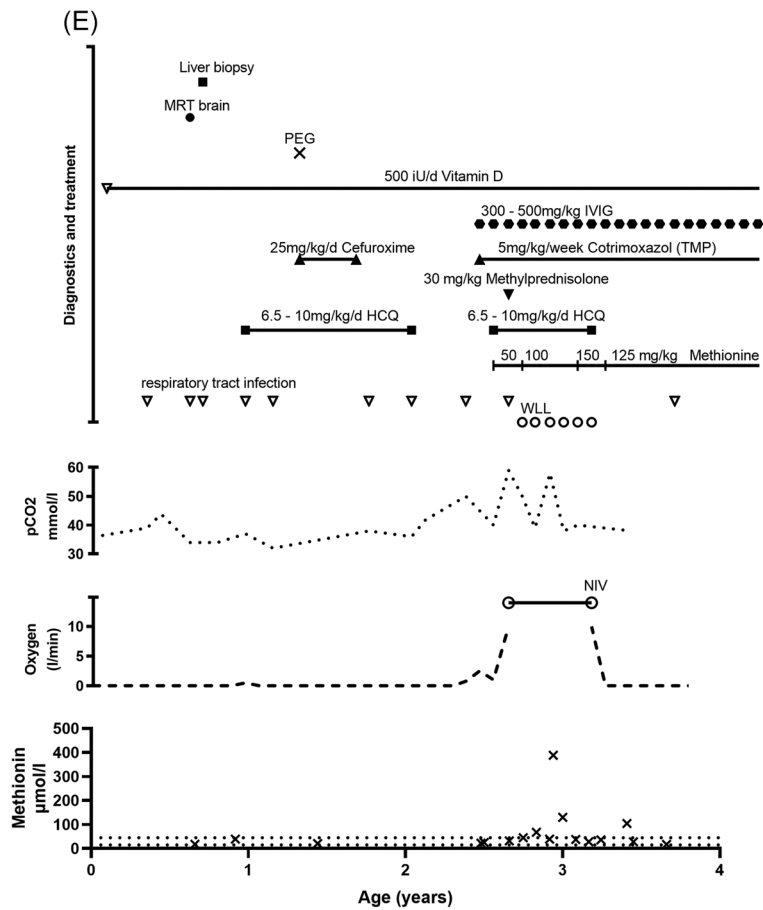 (E)
Liver biopsy
MRT brain
PEG
500 iU/d Vitamin D
300 - 500mg/kg IVIG
25mg/kg/d Cefuroxime
5mg/kg/week Cotrimoxazol (TMP)
30 mg/kg Methylprednisolone
6.5 - 10mg/kg/d HCQ
6.5 - 10mg/kg/d HCQ
50 100 150 125 mg/kg Methionine
respiratory tract infection
WLL
Diagnostics and treatment
60
50
40
30
pCO2
mmol/l
NIV
10
5
0
Oxygen
(l/min)
500
400
300
200
100
0
Methionin
µmol/l
0 1 2 3 4
Age (years)